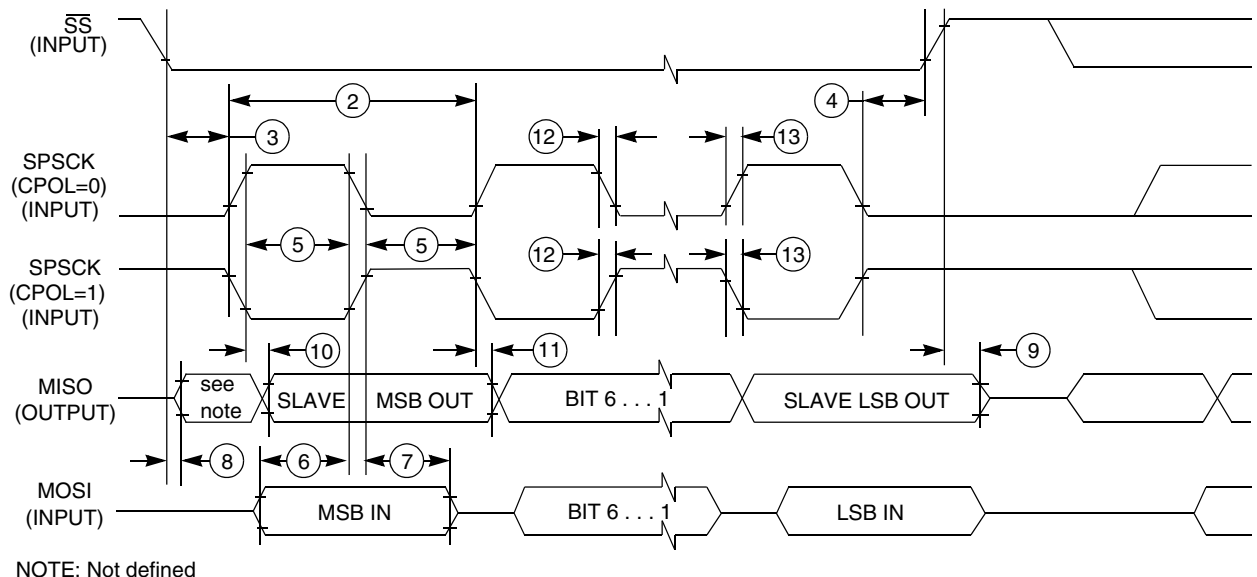 SS
(INPUT)
2
4
3
12
13
SPSCK
(CPOL=0)
(INPUT)
5
5
12
13
SPSCK
(CPOL=1)
(INPUT)
10
11
9
MISO
(OUTPUT)
see
note
SLAVE
MSB OUT
BIT 6 . . . 1
SLAVE LSB OUT
8
6
7
MOSI
(INPUT)
MSB IN
BIT 6 . . . 1
LSB IN
NOTE: Not defined